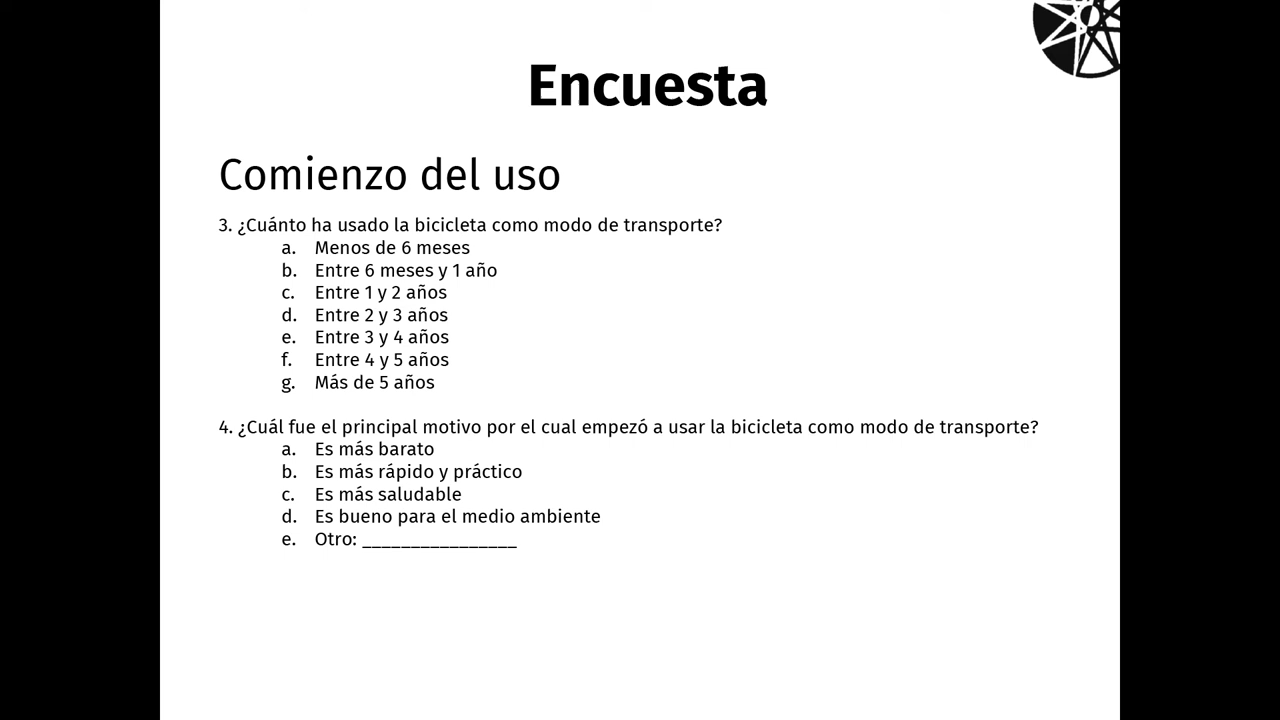 Encuesta
Comienzo del uso
3. ¿Cuánto ha usado la bicicleta como modo de transporte?
a. Menos de 6 meses
b. Entre 6 meses y 1 año
c. Entre 1 y 2 años
d. Entre 2 y 3 años
e. Entre 3 y 4 años
f. Entre 4 y 5 años
g. Más de 5 años
4. ¿Cuál fue el principal motivo por el cual empezó a usar la bicicleta como modo de transporte?
a. Es más barato
b. Es más rápido y práctico
c. Es más saludable
d. Es bueno para el medio ambiente
e. Otro: ________________